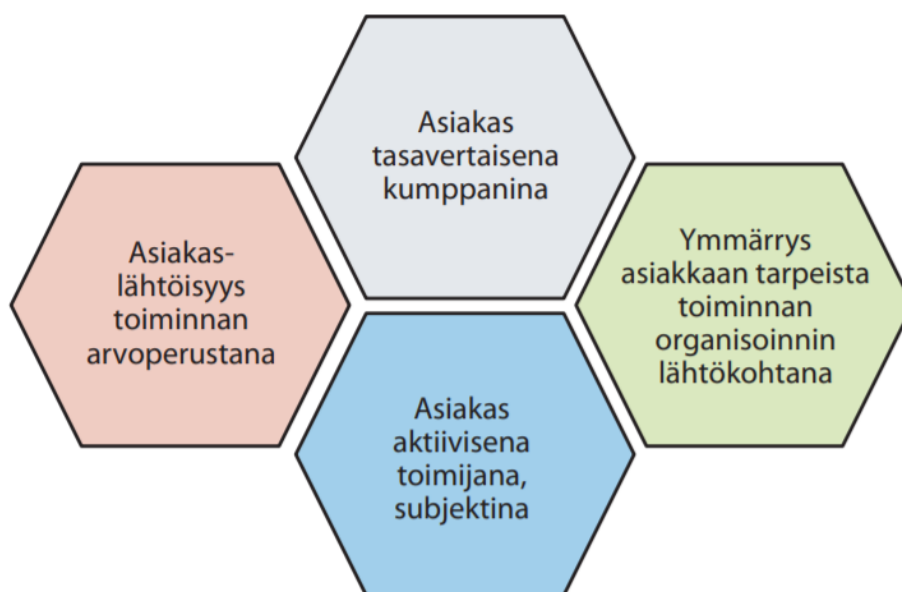 Asiakas
tasavertaisena
kumppanina
Asiakas-
lähtöisyys
toiminnan
arvoperustana
Ymmärrys
asiakkaan tarpeista
toiminnan
organisoinnin
lähtökohtana
Asiakas
aktiivisena
toimijana,
subjektina